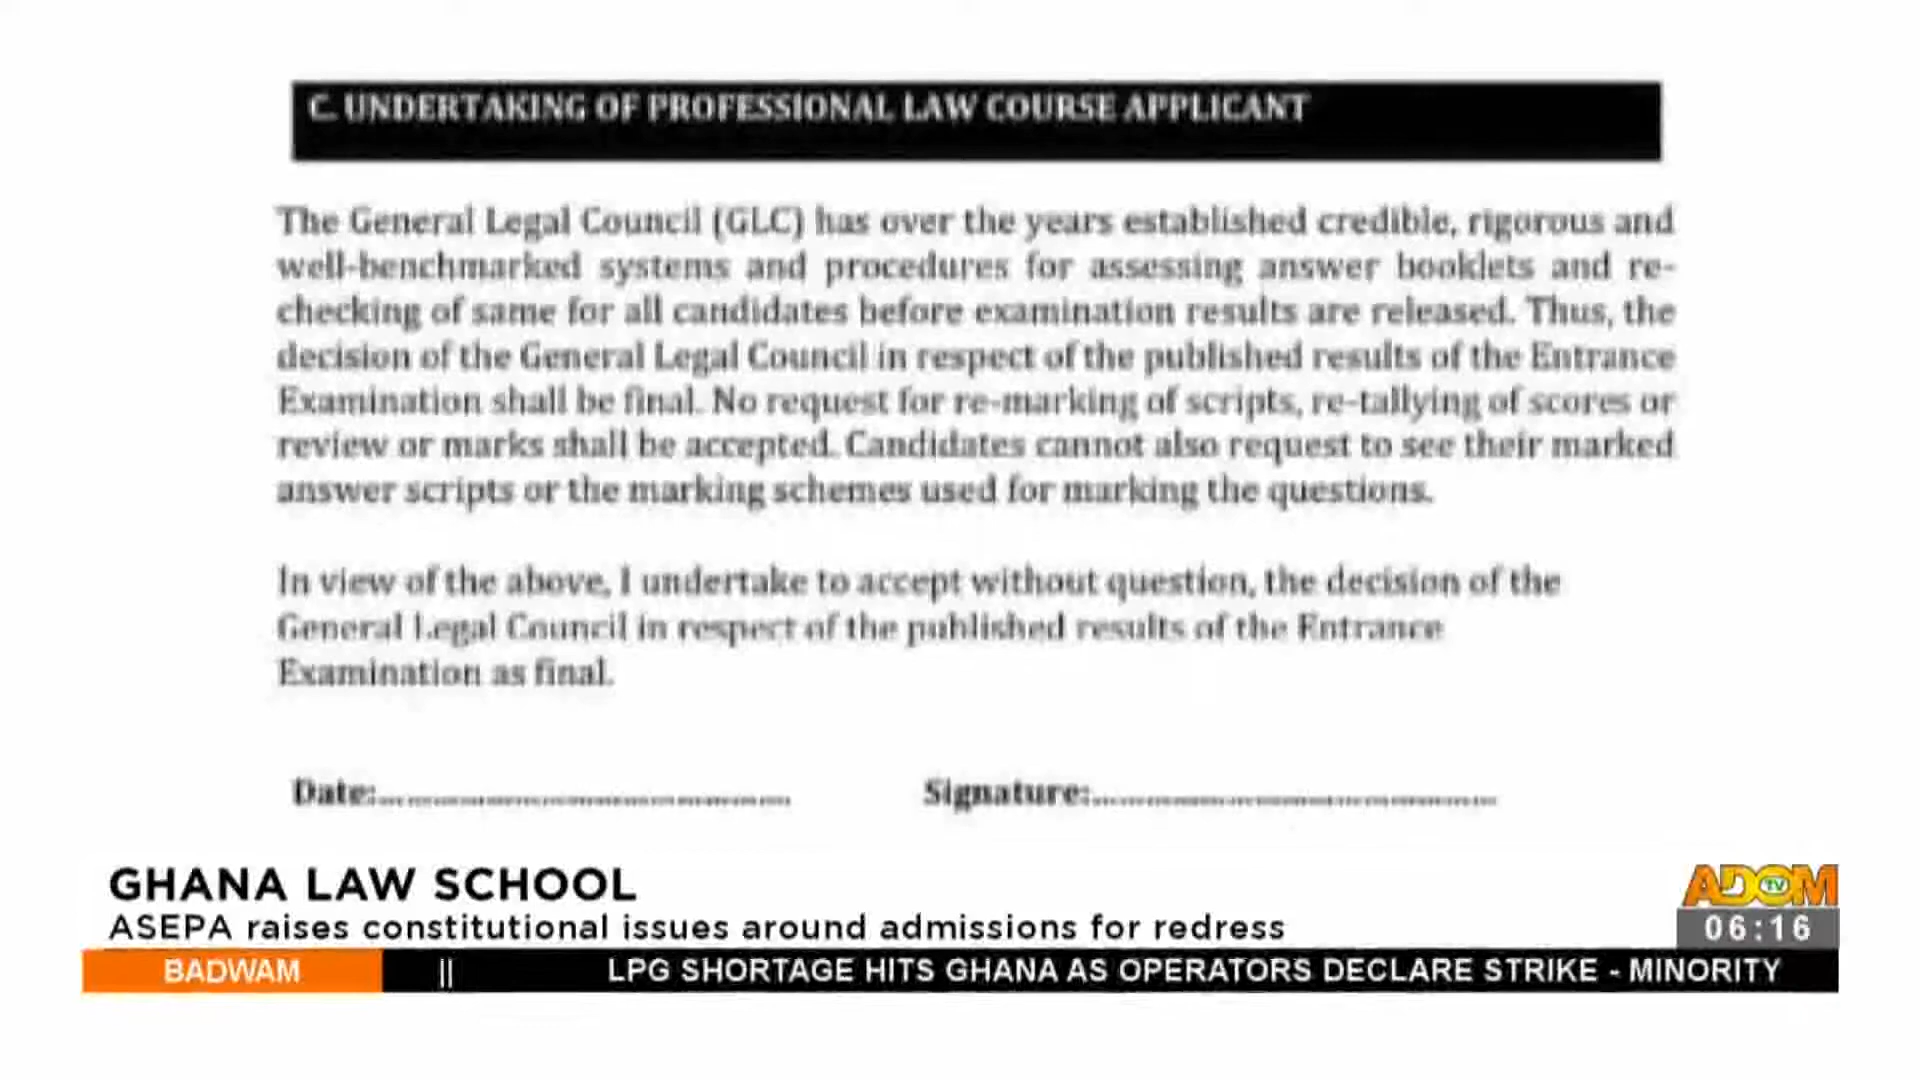 C. UNDERTAKING OF PROFESSIONAL LAW COURSE APPLICANT
The General Legal Council (GLC) has over the years established credible, rigorous and
well-benchmarked systems and procedures for assessing answer booklets and re-
checking of same for all candidates before examination results are released. Thus, the
decision of the General Legal Council in respect of the published results of the Entrance
Examination shall be final. No request for re-marking of scripts, re-tallying of scores or
review or marks shall be accepted. Candidates cannot also request to see their marked
answer scripts or the marking schemes used for marking the questions.
In view of the above, I undertake to accept without question, the decision of the
General Legal Council in respect of the published results of the Entrance
Examination as final.
Date:........................................ Signature:........................................
GHANA LAW SCHOOL
ASEPA raises constitutional issues around admissions for redress
ADOM TV
06:16
BADWAM || LPG SHORTAGE HITS GHANA AS OPERATORS DECLARE STRIKE - MINORITY